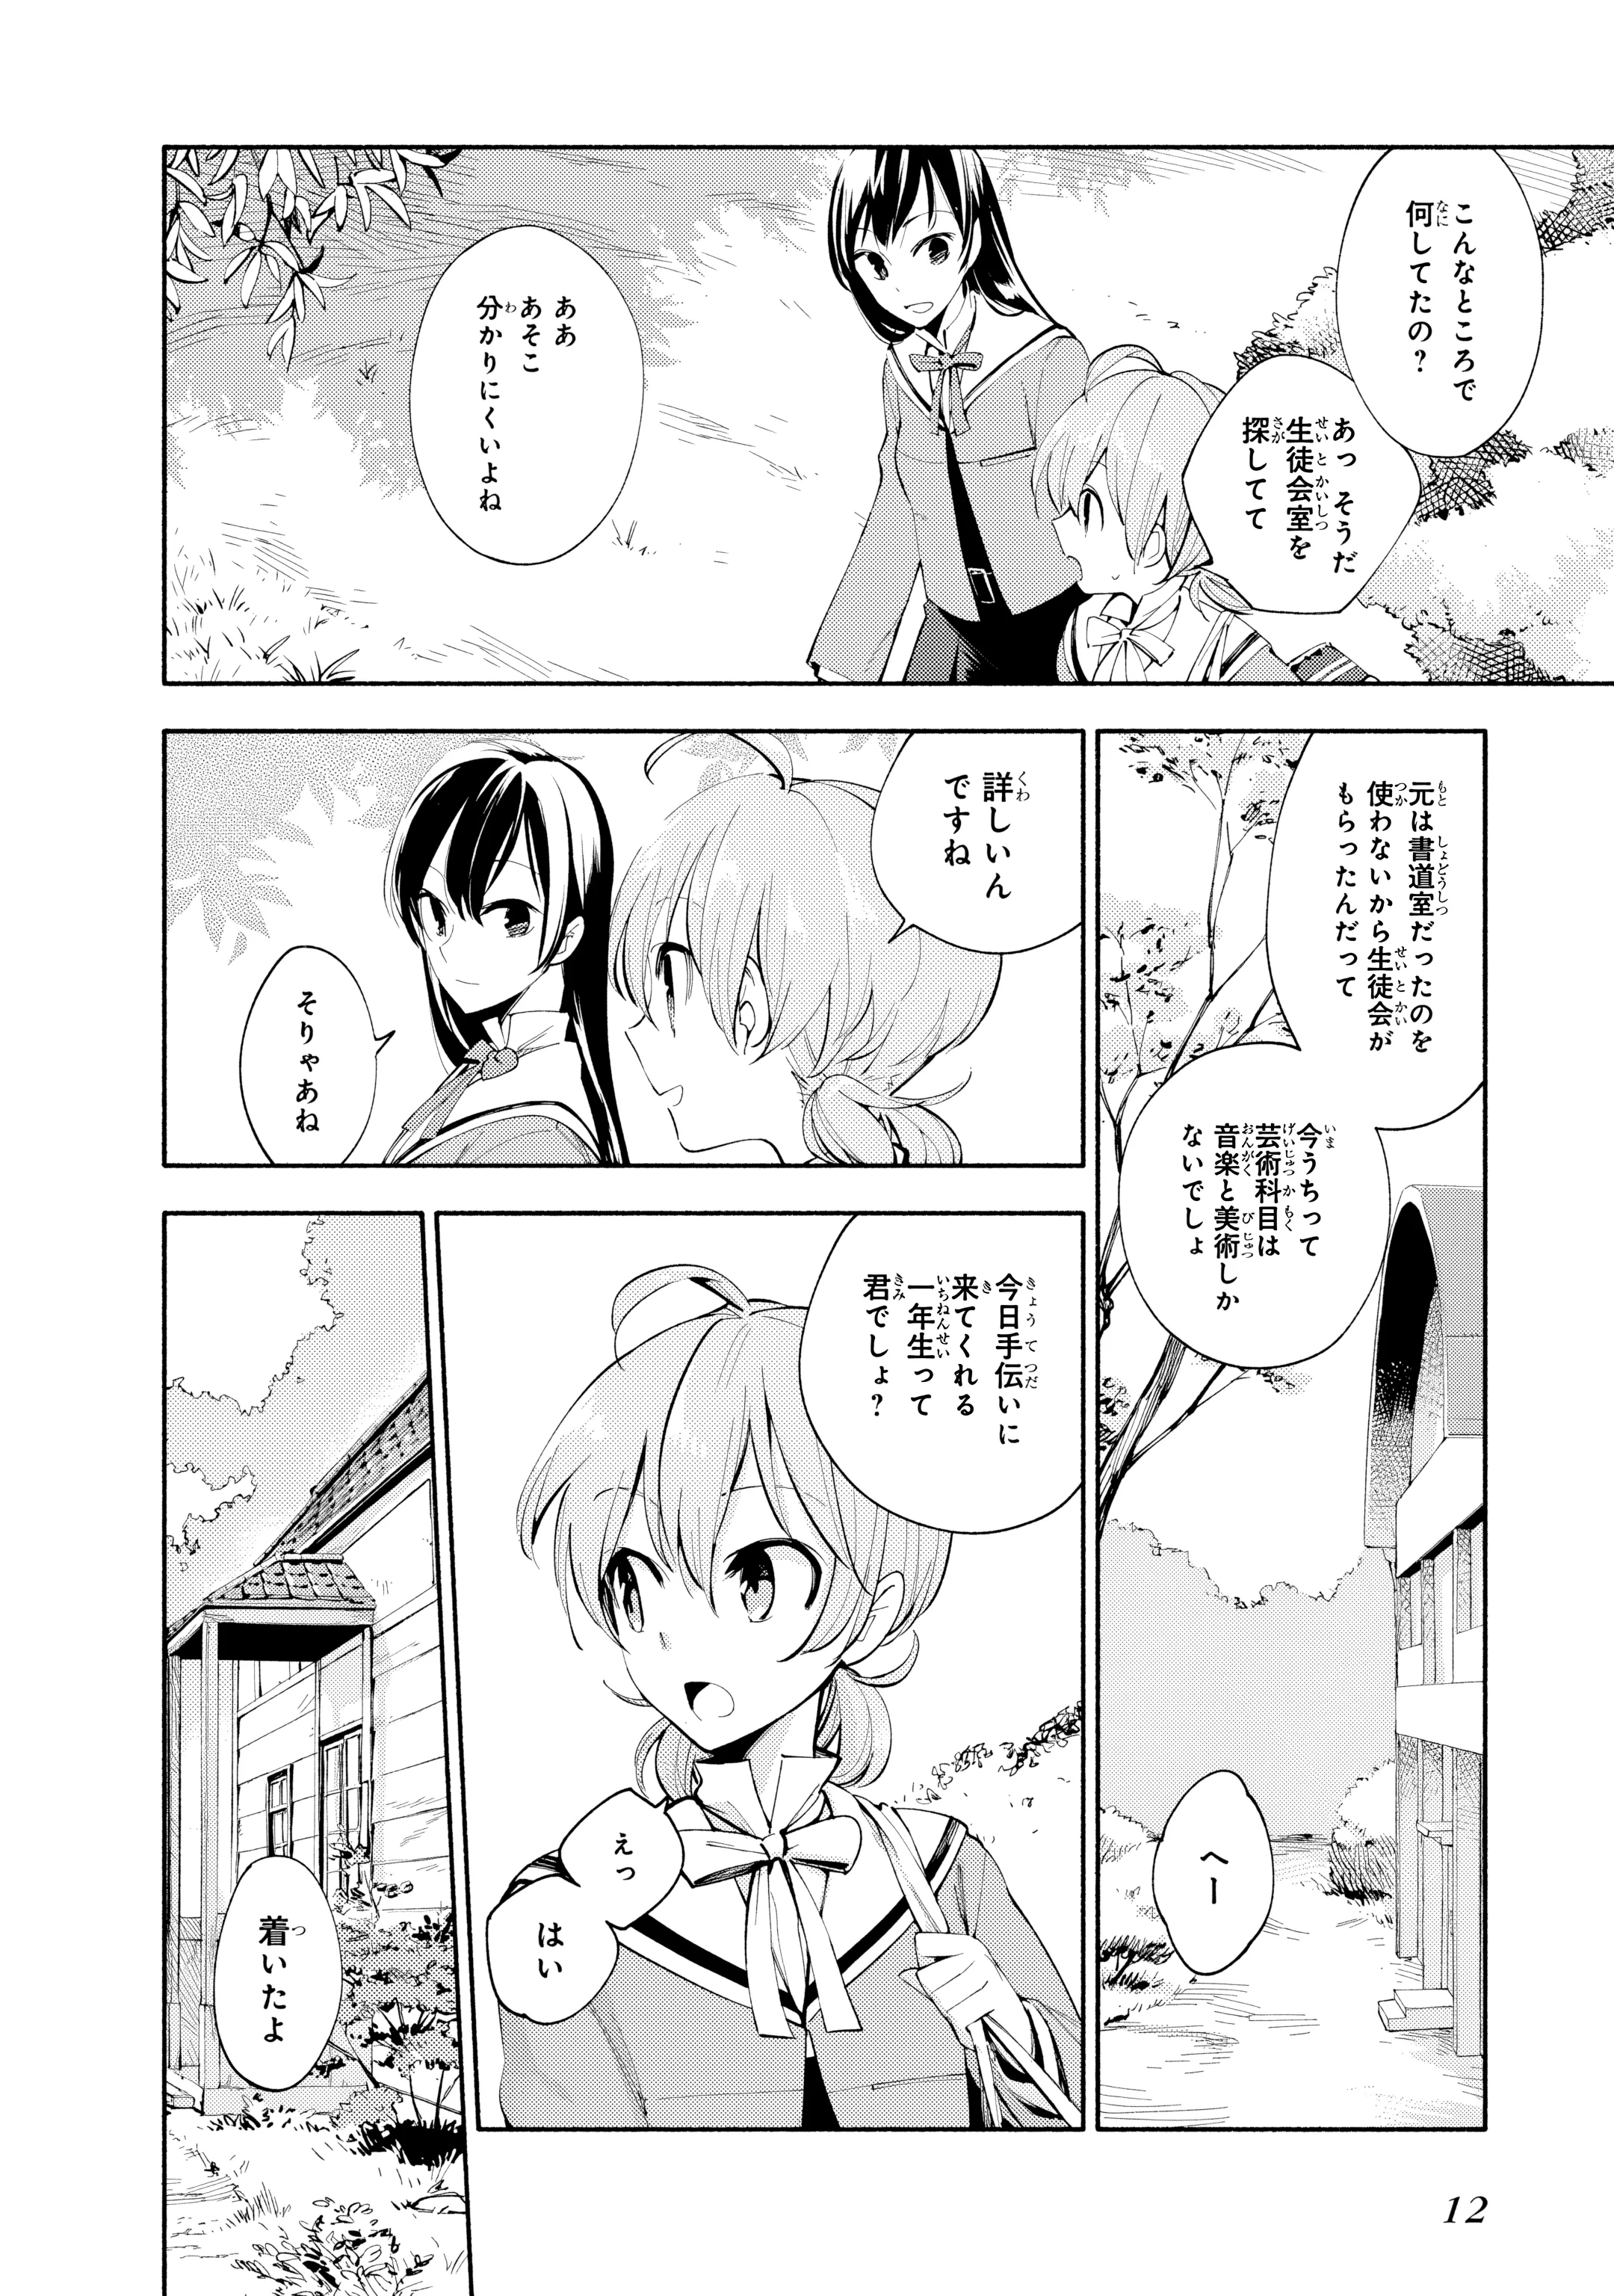 こんなところで
何してたの?
あっ そうだ
生徒会室を
探してて
ああ
あそこ
分かりにくいよね
元は書道室だったのを
使わないから生徒会が
もらったんだって
今うちって
芸術科目は
音楽と美術しか
ないでしょ
へー
詳しいん
ですね
そりゃあね
今日手伝いに
来てくれる
一年生って
君でしょ?
えっ
はい
着いたよ
12